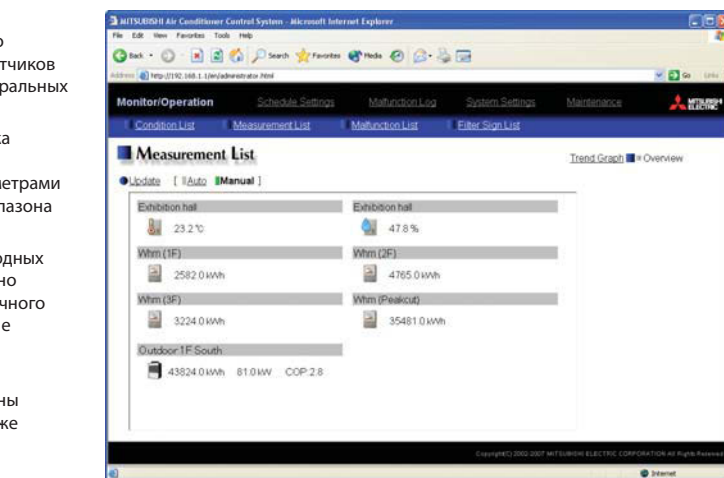 тчиков
ральных
ка
метрами
пазона
одных
но
чного
е
ны
же
MITSUBISHI Air Conditioner Control System - Microsoft Internet Explorer
File Edit View Favorites Tools Help
Back Search Favorites Media
Address http://192.168.1.1/en/administrator.html Go Links
Monitor/Operation Schedule Settings Malfunction Log System Settings Maintenance MITSUBISHI ELECTRIC
Condition List Measurement List Malfunction List Filter Sign List
Measurement List
Trend Graph Overview
Update [ Auto Manual ]
Exhibition hall Exhibition hall
23.2℃ 47.8%
Whm (1F) Whm (2F)
2582.0 kWh 4765.0 kWh
Whm (3F) Whm (Peakcut)
3224.0 kWh 35481.0 kWh
Outdoor 1F South
43824.0 kWh 81.0 kW COP:2.8
Copyright(C) 2002-2007 MITSUBISHI ELECTRIC CORPORATION All Rights Reserved
Internet